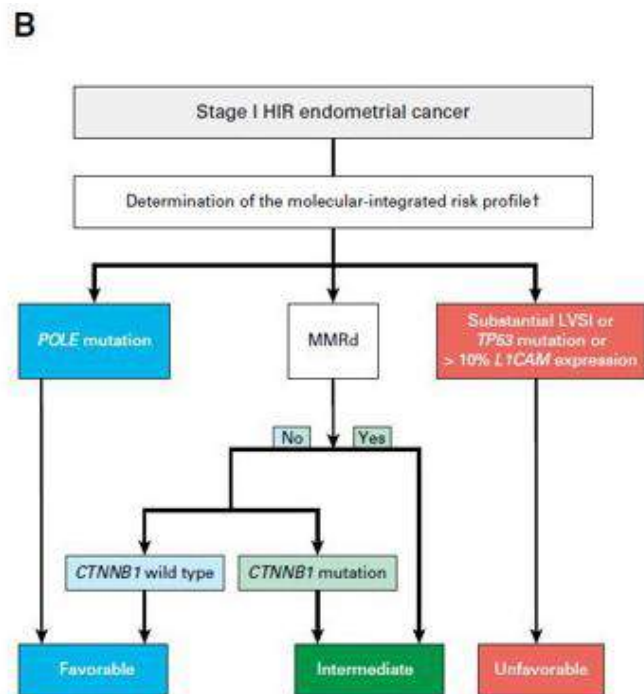 B
Stage I HIR endometrial cancer
Determination of the molecular-integrated risk profile†
POLE mutation
MMRd
Substantial LVSI or
TP53 mutation or
> 10% L1CAM expression
No
Yes
CTNNB1 wild type
CTNNB1 mutation
Favorable
Intermediate
Unfavorable